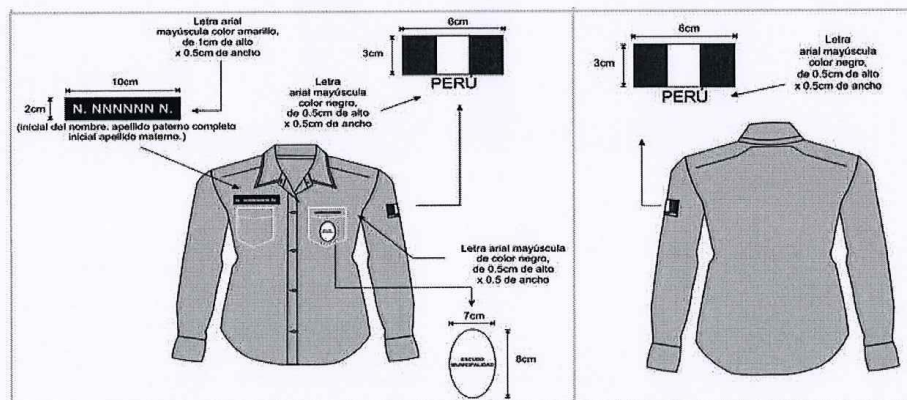 Letra arial
mayúscula color amarillo,
de 1cm de alto
x 0.5cm de ancho
10cm
2cm
N. NNNNNN N.
(inicial del nombre. apellido paterno completo
inicial apellido materno.)
6cm
3cm
PERÚ
Letra
arial mayúscula
color negro,
de 0.5cm de alto
x 0.5cm de ancho
N. NNNNNN N.
Letra arial mayúscula
de color negro,
de 0.5cm de alto
x 0.5 de ancho
7cm
8cm
ESCUDO
MUNICIPALIDAD
6cm
3cm
PERÚ
Letra
arial mayúscula
color negro,
de 0.5cm de alto
x 0.5cm de ancho